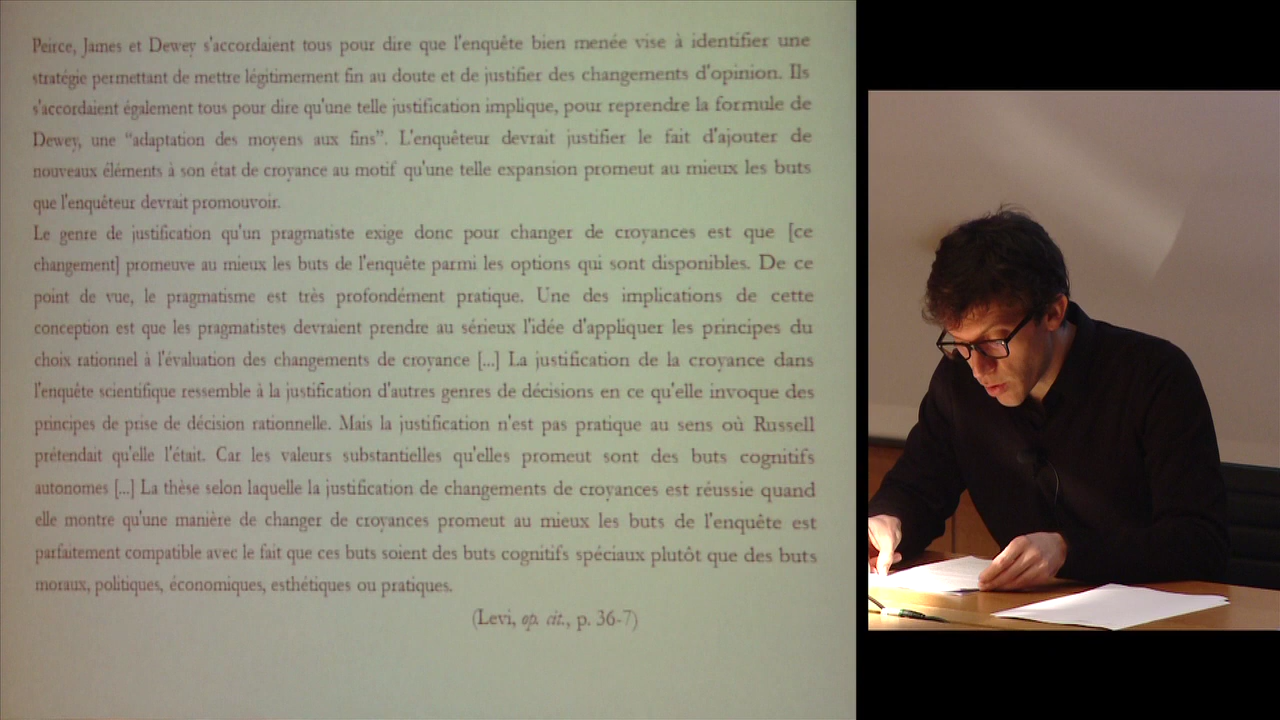 Peirce, James et Dewey s'accordaient tous pour dire que l'enquête bien menée vise à identifier une
stratégie permettant de mettre légitimement fin au doute et de justifier des changements d'opinion. Ils
s'accordaient également tous pour dire qu'une telle justification implique, pour reprendre la formule de
Dewey, une “adaptation des moyens aux fins”. L'enquêteur devrait justifier le fait d'ajouter de
nouveaux éléments à son état de croyance au motif qu'une telle expansion promeut au mieux les buts
que l'enquêteur devrait promouvoir.
Le genre de justification qu'un pragmatiste exige donc pour changer de croyances est que [ce
changement] promeuve au mieux les buts de l'enquête parmi les options qui sont disponibles. De ce
point de vue, le pragmatisme est très profondément pratique. Une des implications de cette
conception est que les pragmatistes devraient prendre au sérieux l'idée d'appliquer les principes du
choix rationnel à l'évaluation des changements de croyance [...] La justification de la croyance dans
l'enquête scientifique ressemble à la justification d'autres genres de décisions en ce qu'elle invoque des
principes de prise de décision rationnelle. Mais la justification n'est pas pratique au sens où Russell
prétendait qu'elle l'était. Car les valeurs substantielles qu'elles promeut sont des buts cognitifs
autonomes [...] La thèse selon laquelle la justification de changements de croyances est réussie quand
elle montre qu'une manière de changer de croyances promeut au mieux les buts de l'enquête est
parfaitement compatible avec le fait que ces buts soient des buts cognitifs spéciaux plutôt que des buts
moraux, politiques, économiques, esthétiques ou pratiques.
(Levi, op. cit., p. 36-7)